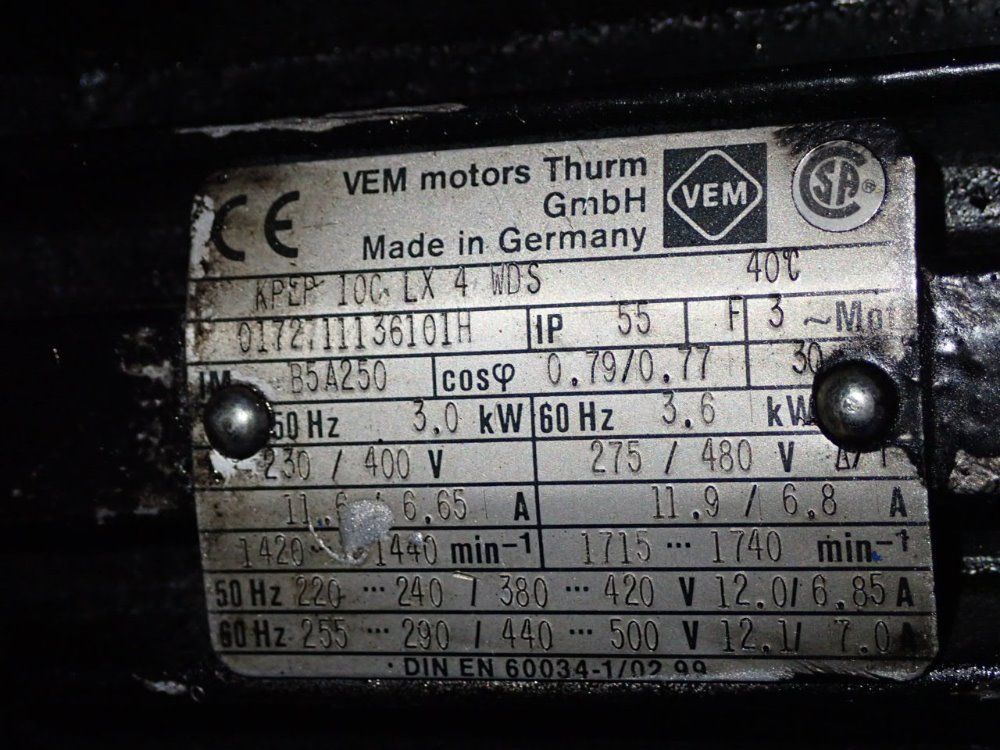 CE VEM motors Thurm VEM CSA®
GmbH
Made in Germany
LX 4 WDS 40°C
IP 55 F 3 ~Mot
IM B5A250 cosφ 0.79/0.77 30
50 Hz 3.0 kW 60 Hz 3.6 kW
230 / 400 V 275 / 480 V
/ 6.65 A 11.9 / 6.8 A
1420 1440 min-1 1715 ... 1740 min-1
50 Hz 220 ... 240 / 380 ... 420 V 12.0/ 6.85 A
60 Hz 255 ... 290 / 440 ... 500 V 12.1/ 7.0 A
DIN EN 60034-1/02.99